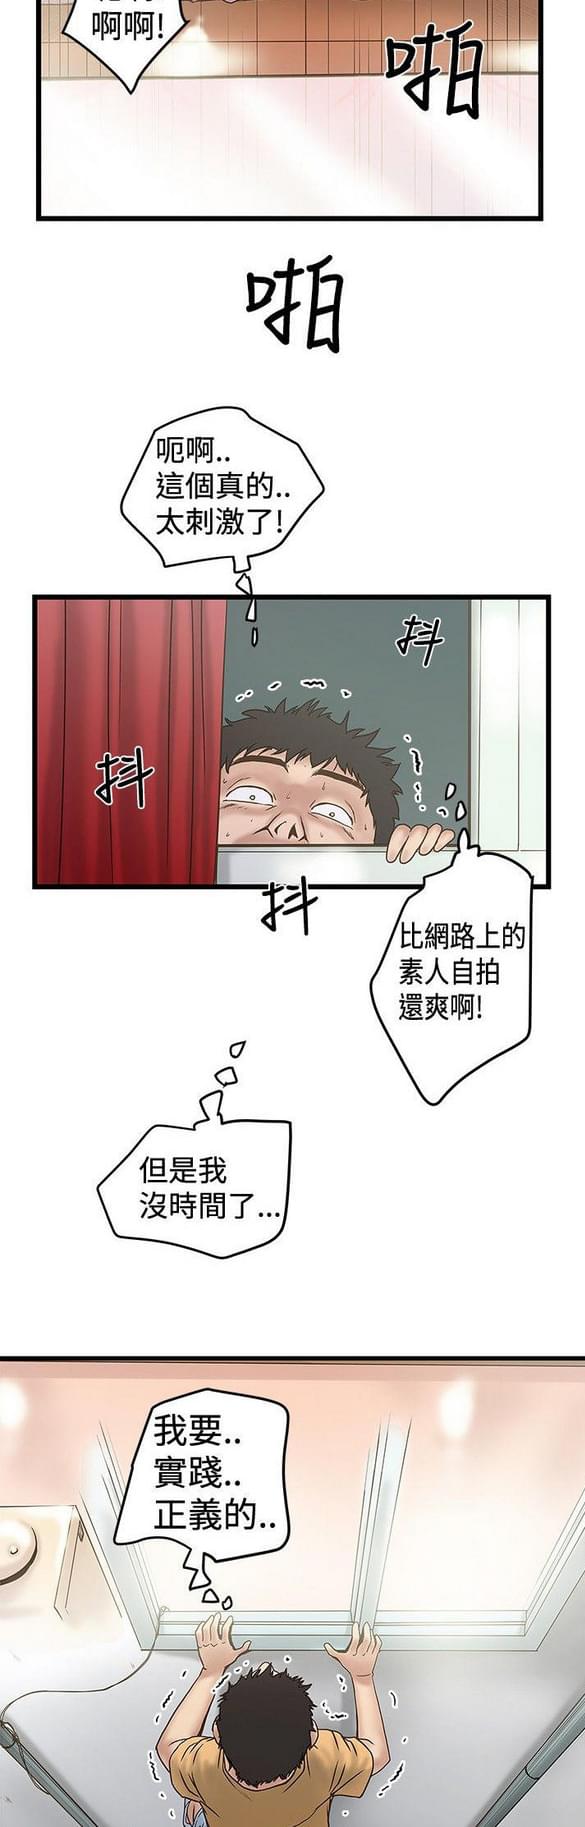 啊啊!
啪
啪
呃啊..
這個真的..
太刺激了!
抖
抖
抖
比網路上的
素人自拍
還爽啊!
但是我
沒時間了...
我要..
實踐..
正義的..